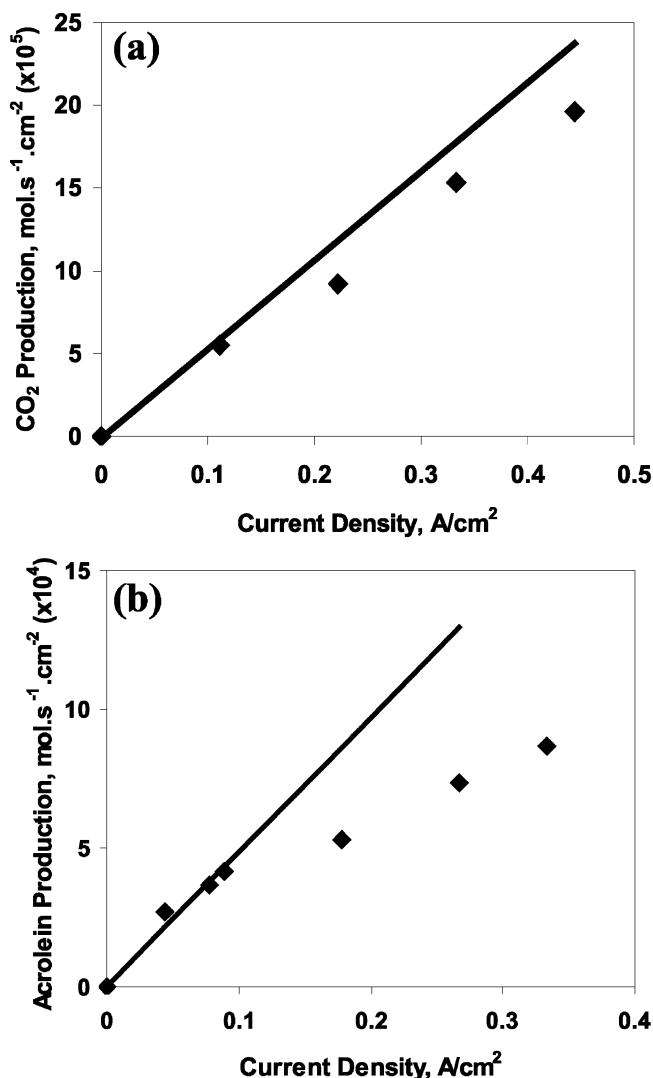 (a)
CO₂ Production, mol.s⁻¹.cm⁻² (x10⁵)
25
20
15
10
5
0
0 0.1 0.2 0.3 0.4 0.5
Current Density, A/cm²
(b)
Acrolein Production, mol.s⁻¹.cm⁻² (x10⁴)
15
10
5
0
0 0.1 0.2 0.3 0.4
Current Density, A/cm²